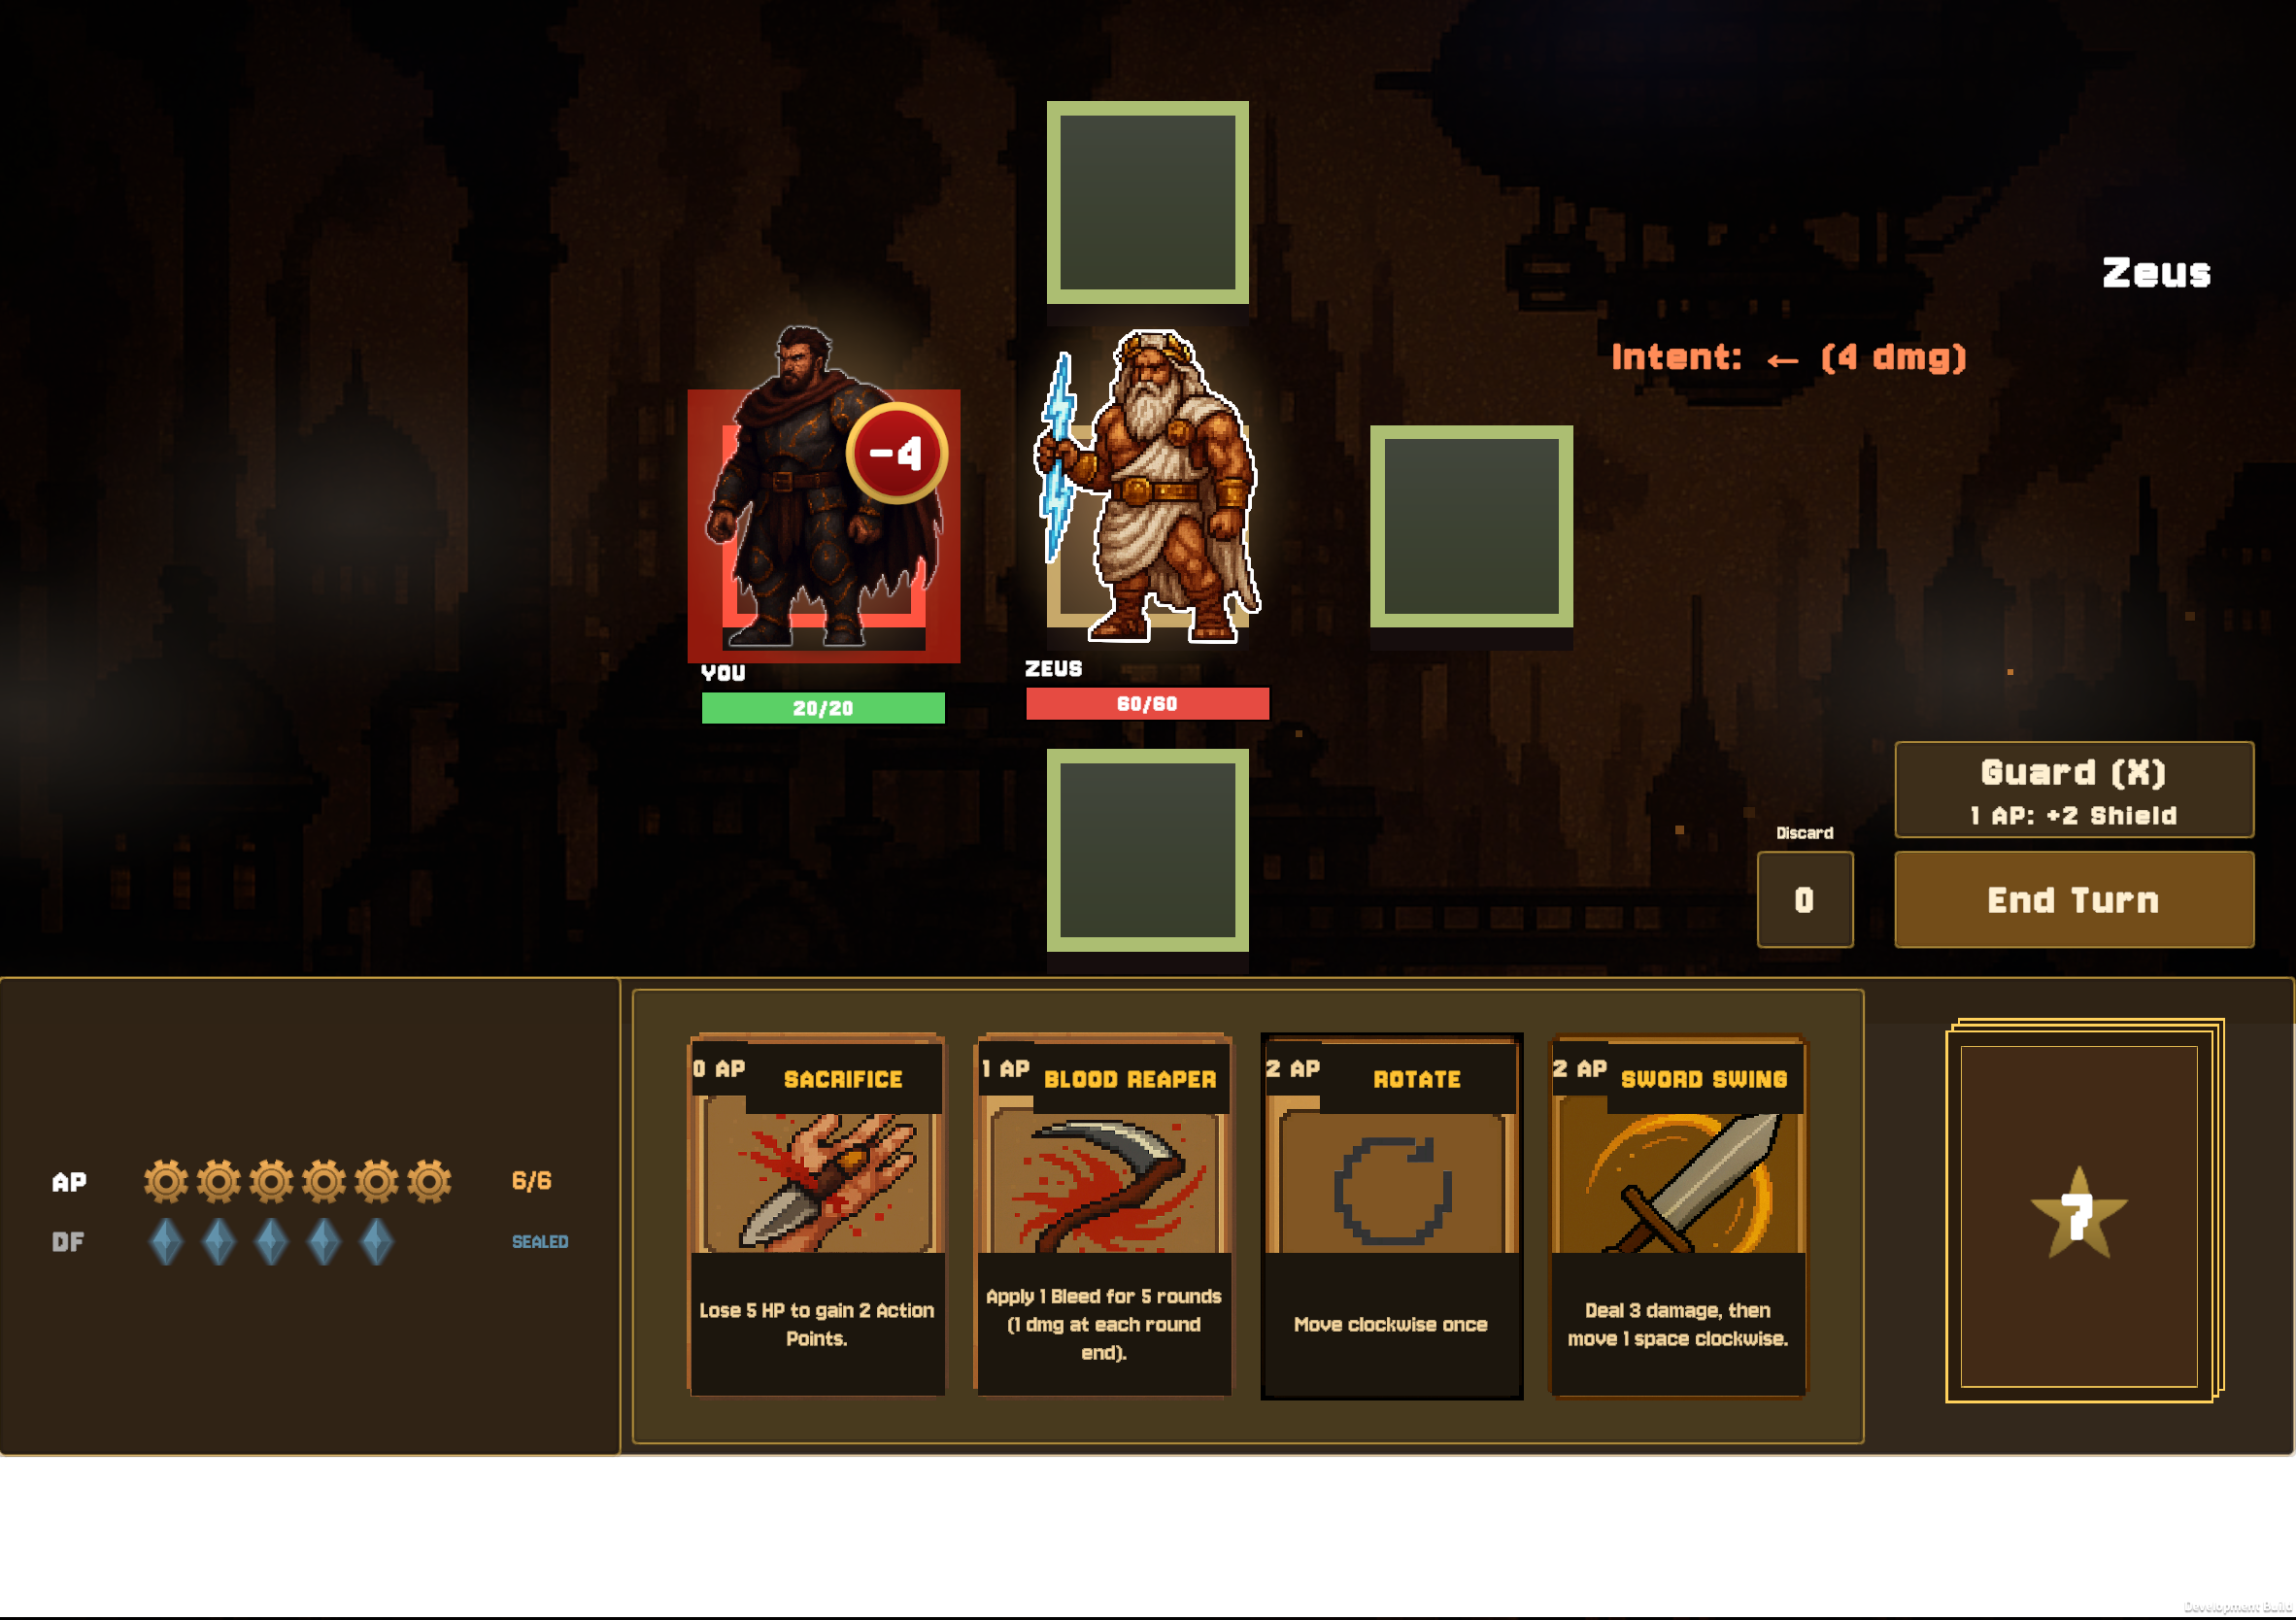 Zeus
Intent: ← (4 dmg)
-4
YOU
20/20
ZEUS
60/60
Guard (X)
1 AP: +2 Shield
Discard
0
End Turn
AP
6/6
DF
SEALED
0 AP
SACRIFICE
Lose 5 HP to gain 2 Action
Points.
1 AP
BLOOD REAPER
Apply 1 Bleed for 5 rounds
(1 dmg at each round
end).
2 AP
ROTATE
Move clockwise once
2 AP
SWORD SWING
Deal 3 damage, then
move 1 space clockwise.
7
Development Build